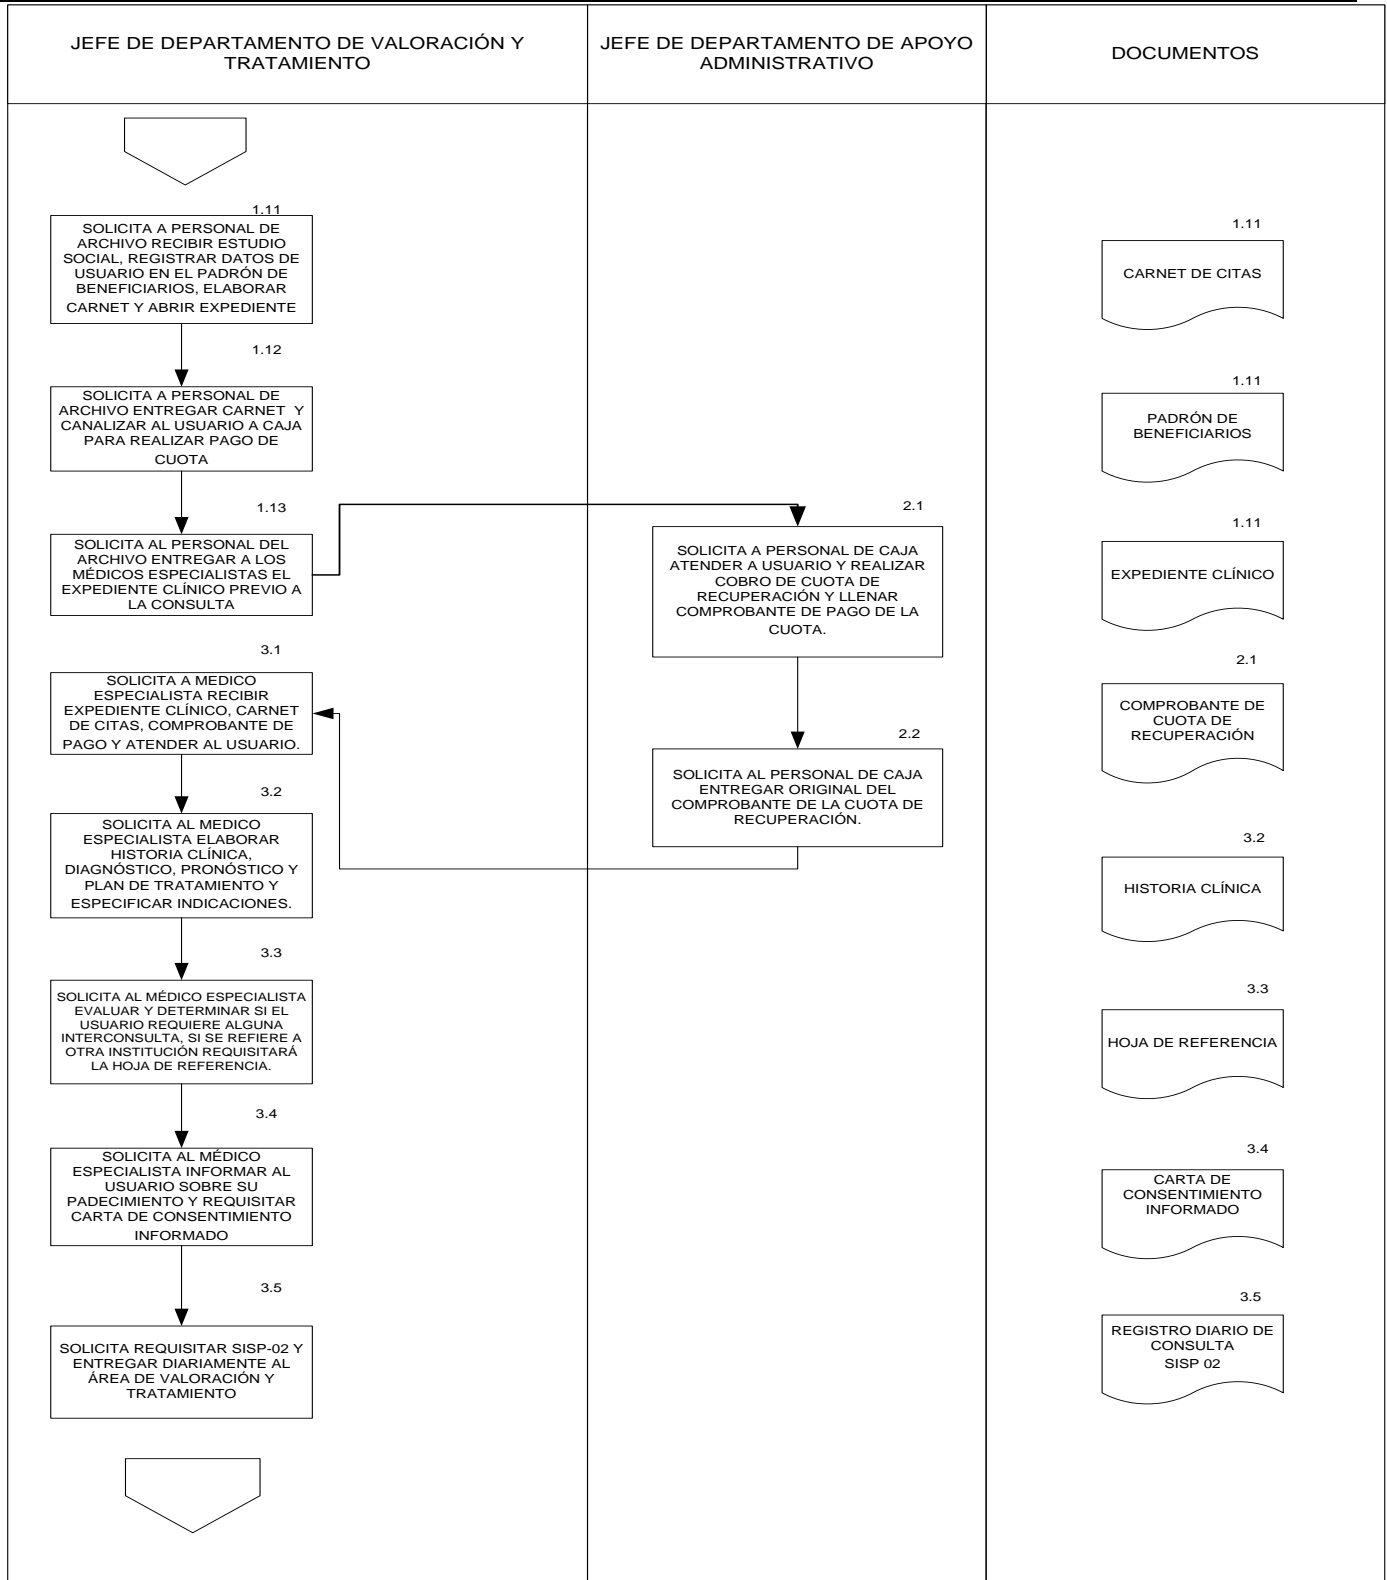 JEFE DE DEPARTAMENTO DE VALORACIÓN Y
TRATAMIENTO
JEFE DE DEPARTAMENTO DE APOYO
ADMINISTRATIVO
DOCUMENTOS
1.11
SOLICITA A PERSONAL DE
ARCHIVO RECIBIR ESTUDIO
SOCIAL, REGISTRAR DATOS DE
USUARIO EN EL PADRÓN DE
BENEFICIARIOS, ELABORAR
CARNET Y ABRIR EXPEDIENTE
1.12
SOLICITA A PERSONAL DE
ARCHIVO ENTREGAR CARNET Y
CANALIZAR AL USUARIO A CAJA
PARA REALIZAR PAGO DE
CUOTA
1.13
SOLICITA AL PERSONAL DEL
ARCHIVO ENTREGAR A LOS
MÉDICOS ESPECIALISTAS EL
EXPEDIENTE CLÍNICO PREVIO A
LA CONSULTA
3.1
SOLICITA A MEDICO
ESPECIALISTA RECIBIR
EXPEDIENTE CLÍNICO, CARNET
DE CITAS, COMPROBANTE DE
PAGO Y ATENDER AL USUARIO.
3.2
SOLICITA AL MEDICO
ESPECIALISTA ELABORAR
HISTORIA CLÍNICA,
DIAGNÓSTICO, PRONÓSTICO Y
PLAN DE TRATAMIENTO Y
ESPECIFICAR INDICACIONES.
3.3
SOLICITA AL MÉDICO ESPECIALISTA
EVALUAR Y DETERMINAR SI EL
USUARIO REQUIERE ALGUNA
INTERCONSULTA, SI SE REFIERE A
OTRA INSTITUCIÓN REQUISITARÁ
LA HOJA DE REFERENCIA.
3.4
SOLICITA AL MÉDICO
ESPECIALISTA INFORMAR AL
USUARIO SOBRE SU
PADECIMIENTO Y REQUISITAR
CARTA DE CONSENTIMIENTO
INFORMADO
3.5
SOLICITA REQUISITAR SISP-02 Y
ENTREGAR DIARIAMENTE AL
ÁREA DE VALORACIÓN Y
TRATAMIENTO
2.1
SOLICITA A PERSONAL DE CAJA
ATENDER A USUARIO Y REALIZAR
COBRO DE CUOTA DE
RECUPERACIÓN Y LLENAR
COMPROBANTE DE PAGO DE LA
CUOTA.
2.2
SOLICITA AL PERSONAL DE CAJA
ENTREGAR ORIGINAL DEL
COMPROBANTE DE LA CUOTA DE
RECUPERACIÓN.
1.11
CARNET DE CITAS
1.11
PADRÓN DE
BENEFICIARIOS
1.11
EXPEDIENTE CLÍNICO
2.1
COMPROBANTE DE
CUOTA DE
RECUPERACIÓN
3.2
HISTORIA CLÍNICA
3.3
HOJA DE REFERENCIA
3.4
CARTA DE
CONSENTIMIENTO
INFORMADO
3.5
REGISTRO DIARIO DE
CONSULTA
SISP 02